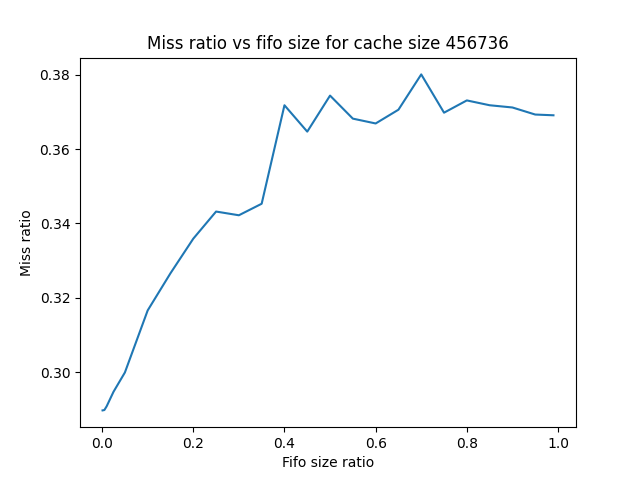 Miss ratio vs fifo size for cache size 456736
0.38
0.36
0.34
0.32
0.30
Miss ratio
0.0 0.2 0.4 0.6 0.8 1.0
Fifo size ratio